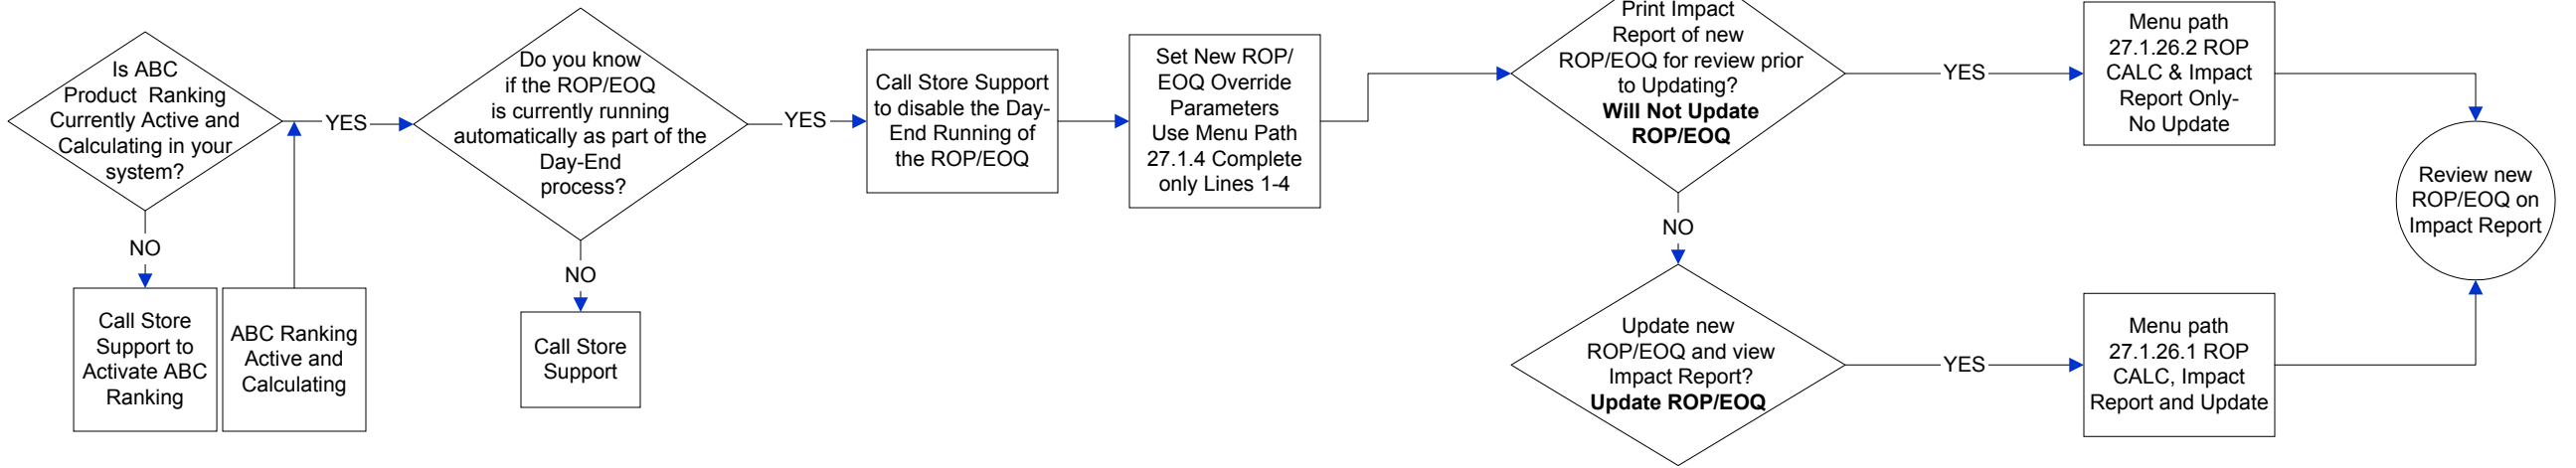 Is ABC
Product  Ranking
Currently Active and
Calculating in your
system?
YES
NO
Call Store
Support to
Activate ABC
Ranking
ABC Ranking
Active and
Calculating
Do you know
if the ROP/EOQ
is currently running
automatically as part of the
Day-End
process?
YES
NO
Call Store
Support
Call Store Support
to disable the Day-
End Running of
the ROP/EOQ
Set New ROP/
EOQ Override
Parameters
Use Menu Path
27.1.4 Complete
only Lines 1-4
Print Impact
Report of new
ROP/EOQ for review prior
to Updating?
Will Not Update
ROP/EOQ
YES
NO
Menu path
27.1.26.2 ROP
CALC & Impact
Report Only-
No Update
Update new
ROP/EOQ and view
Impact Report?
Update ROP/EOQ
YES
Menu path
27.1.26.1 ROP
CALC, Impact
Report and Update
Review new
ROP/EOQ on
Impact Report